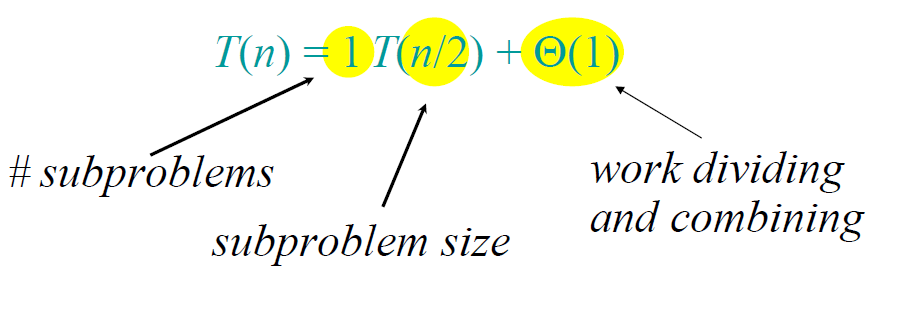 T(n) = 1 T(n/2) + Θ(1)
# subproblems
subproblem size
work dividing
and combining